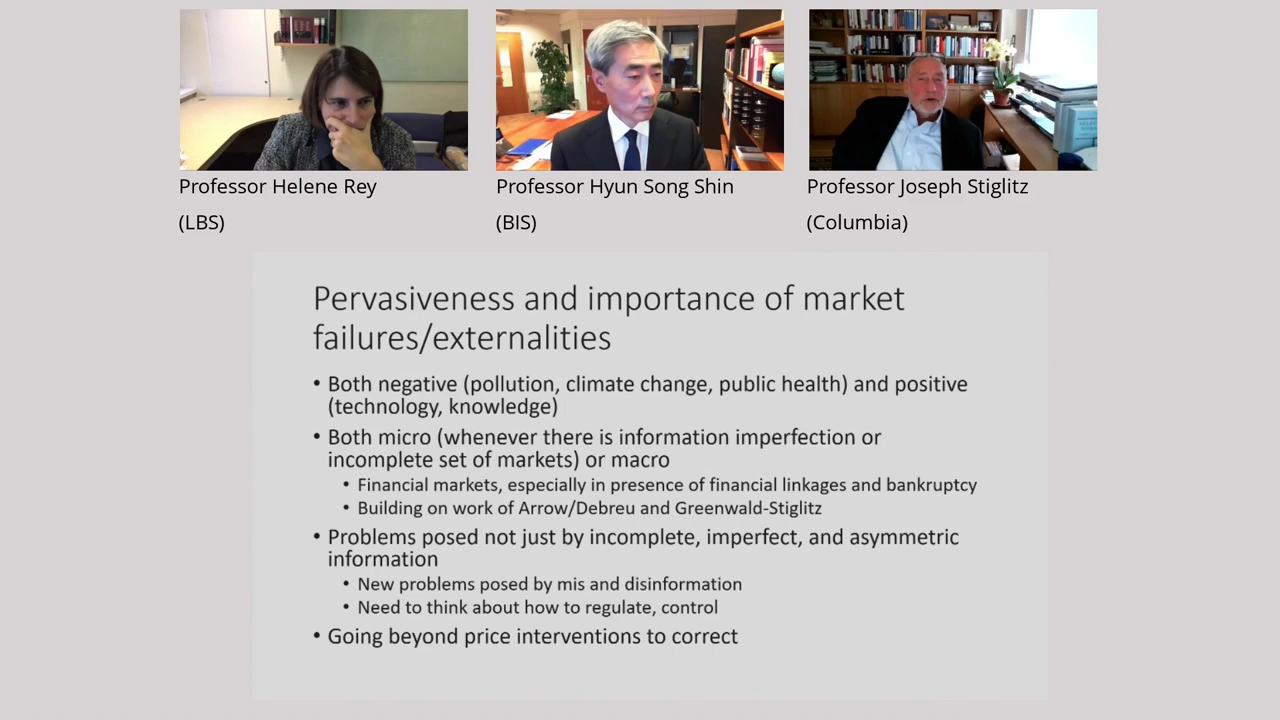 Professor Helene Rey
(LBS)
Professor Hyun Song Shin
(BIS)
Professor Joseph Stiglitz
(Columbia)
Pervasiveness and importance of market
failures/externalities
• Both negative (pollution, climate change, public health) and positive
(technology, knowledge)
• Both micro (whenever there is information imperfection or
incomplete set of markets) or macro
• Financial markets, especially in presence of financial linkages and bankruptcy
• Building on work of Arrow/Debreu and Greenwald-Stiglitz
• Problems posed not just by incomplete, imperfect, and asymmetric
information
• New problems posed by mis and disinformation
• Need to think about how to regulate, control
• Going beyond price interventions to correct